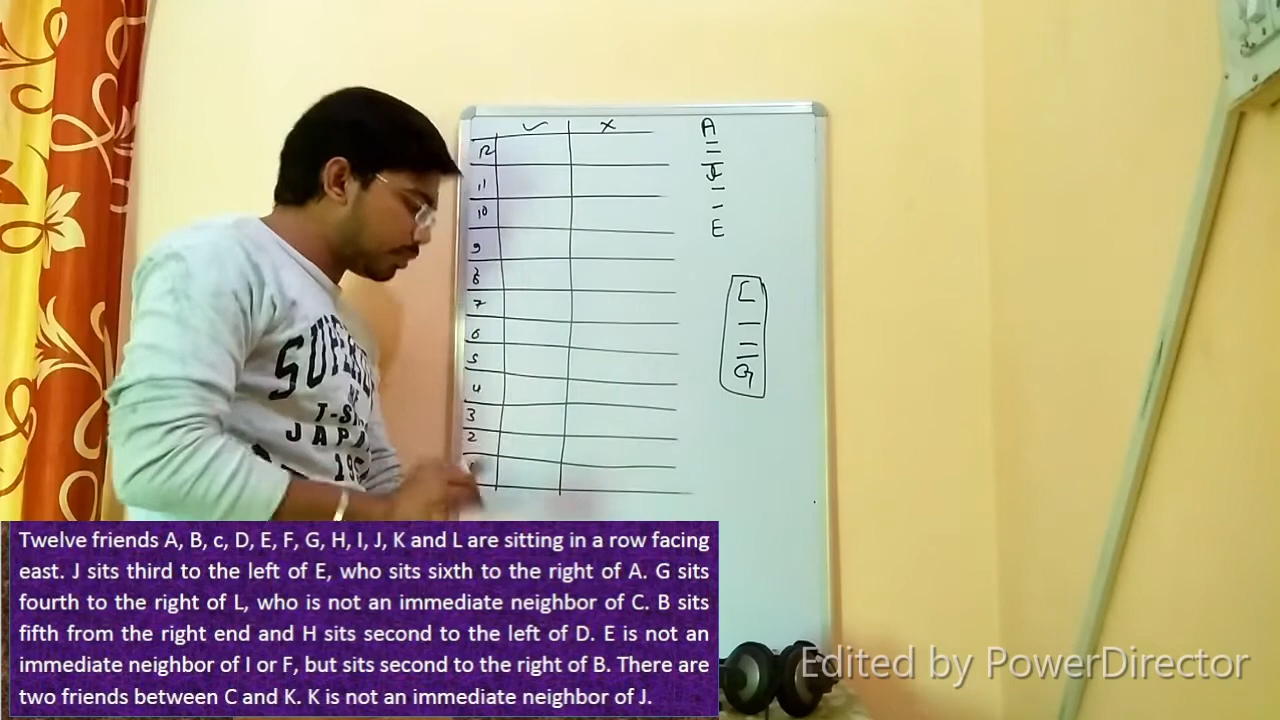 ✓ X
12
11
10
9
8
7
6
5
4
3
2
A
J
E
L
G
JAPA
Twelve friends A, B, c, D, E, F, G, H, I, J, K and L are sitting in a row facing
east. J sits third to the left of E, who sits sixth to the right of A. G sits
fourth to the right of L, who is not an immediate neighbor of C. B sits
fifth from the right end and H sits second to the left of D. E is not an
immediate neighbor of I or F, but sits second to the right of B. There are
two friends between C and K. K is not an immediate neighbor of J.
Edited by PowerDirector